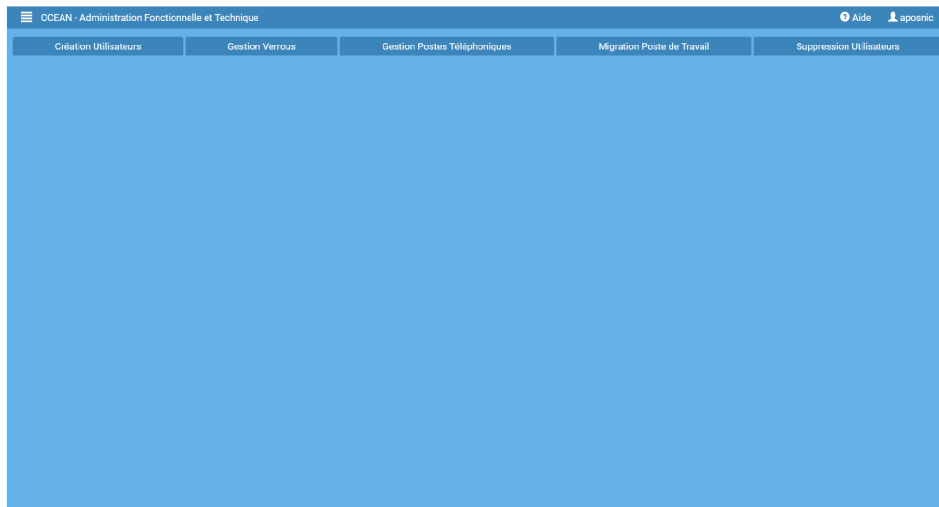 OCEAN - Administration Fonctionnelle et Technique
Aide aposnic
Création Utilisateurs Gestion Verrous Gestion Postes Téléphoniques Migration Poste de Travail Suppression Utilisateurs